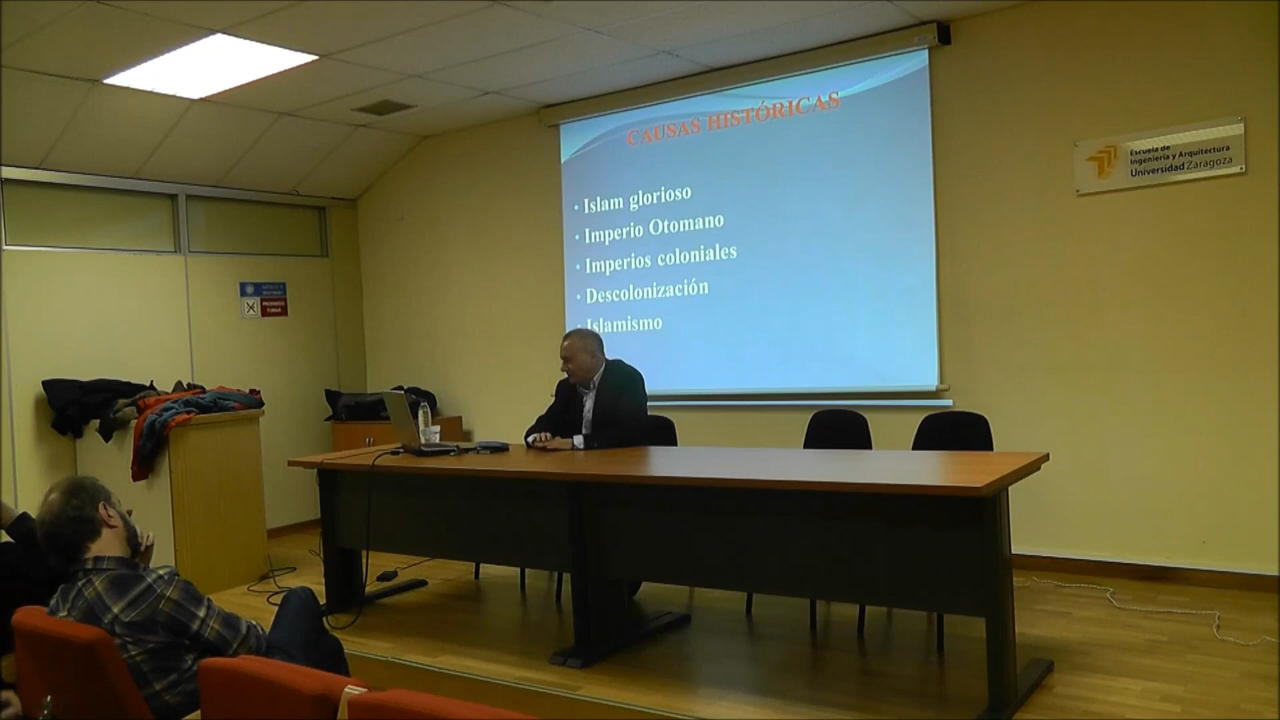 CAUSAS HISTÓRICAS
• Islam glorioso
• Imperio Otomano
• Imperios coloniales
• Descolonización
• Islamismo
Escuela de
Ingeniería y Arquitectura
Universidad Zaragoza